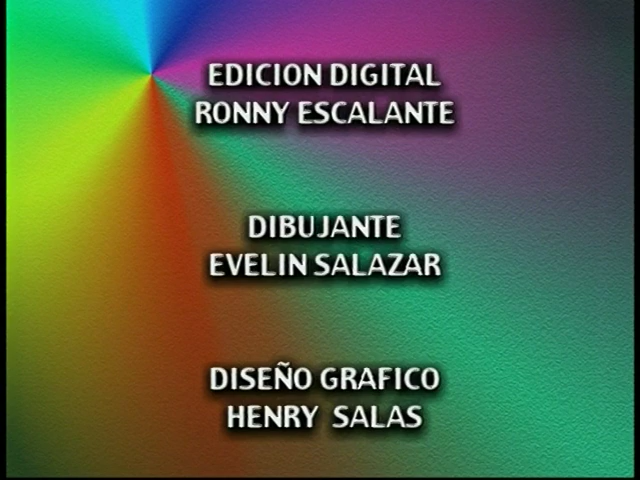 EDICION DIGITAL
RONNY ESCALANTE
DIBUJANTE
EVELIN SALAZAR
DISEÑO GRAFICO
HENRY SALAS